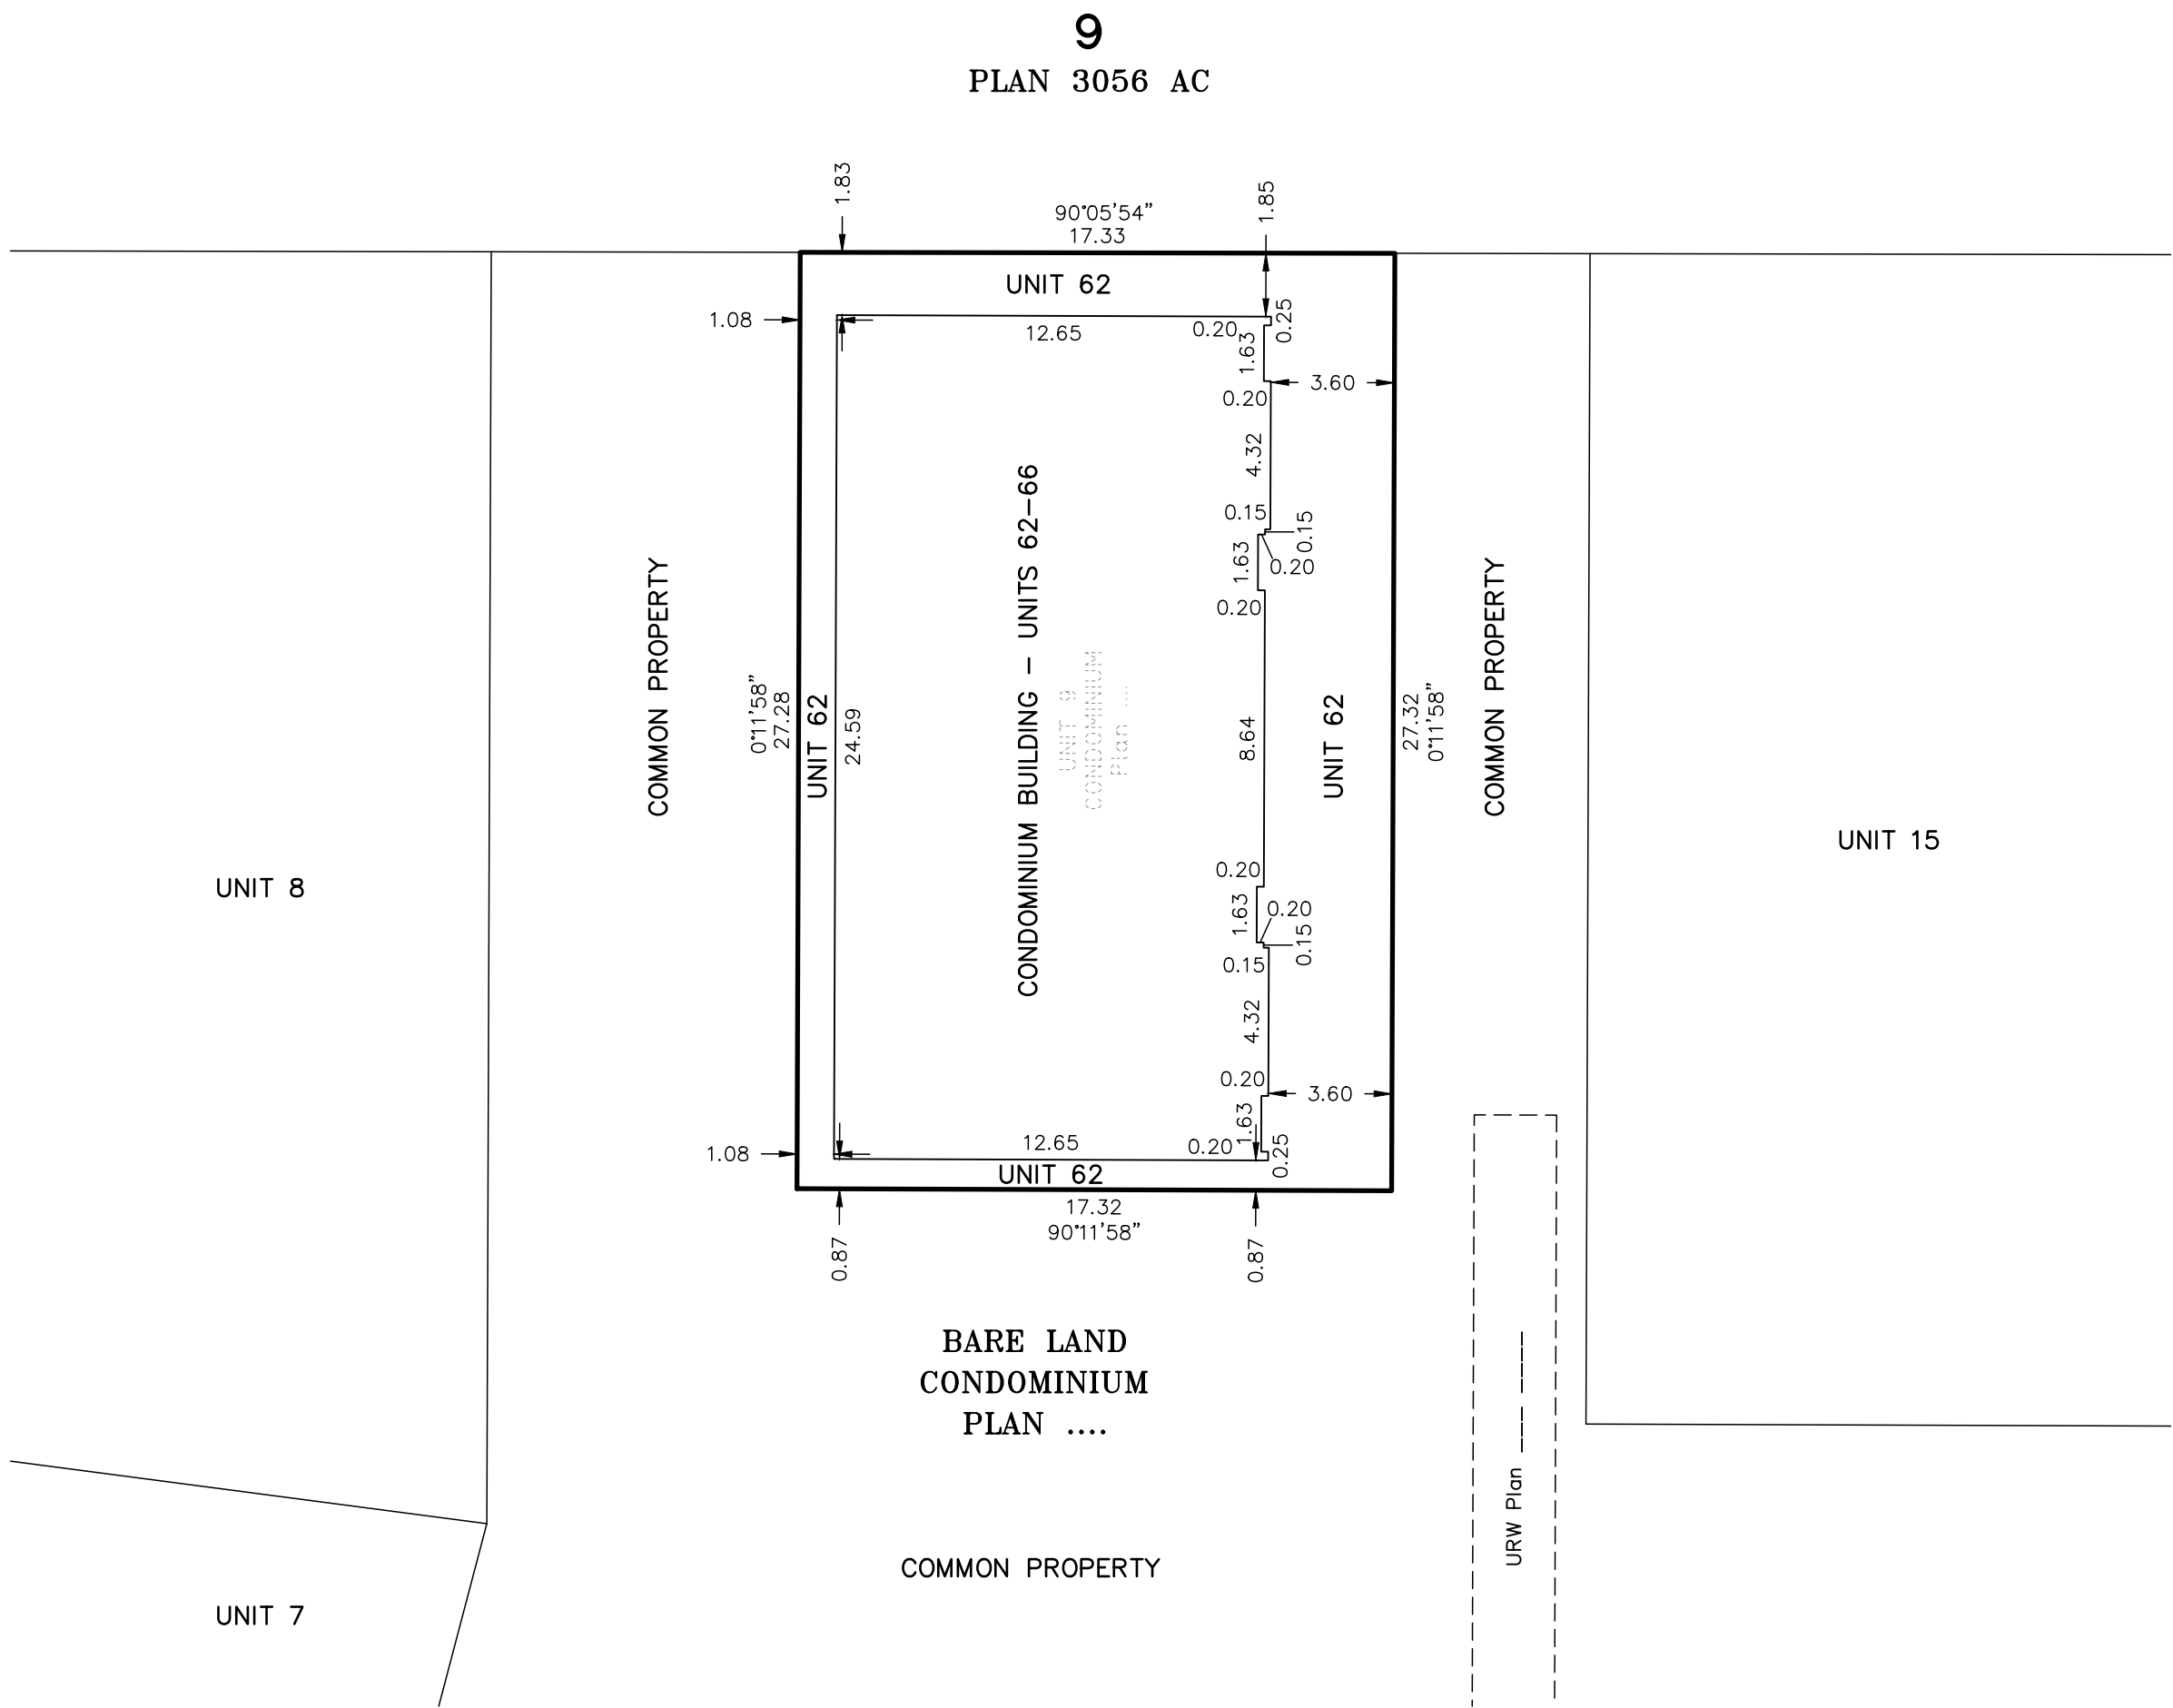 9
PLAN 3056 AC
1.83
1.85
90°05'54"
17.33
UNIT 62
1.08
12.65
0.20
0.25
1.63
3.60
0.20
4.32
0.15
0.15
1.63
0.20
0.20
COMMON PROPERTY
0°11'58"
27.28
UNIT 62
24.59
CONDOMINIUM BUILDING - UNITS 62-66
UNIT 9
CONDOMINIUM
Plan ....
8.64
UNIT 62
27.32
0°11'58"
COMMON PROPERTY
UNIT 15
UNIT 8
0.20
1.63
0.20
0.15
0.15
4.32
0.20
3.60
1.63
1.08
12.65
0.20
0.25
UNIT 62
17.32
90°11'58"
0.87
0.87
BARE LAND
CONDOMINIUM
PLAN ....
URW Plan ____ ____
COMMON PROPERTY
UNIT 7